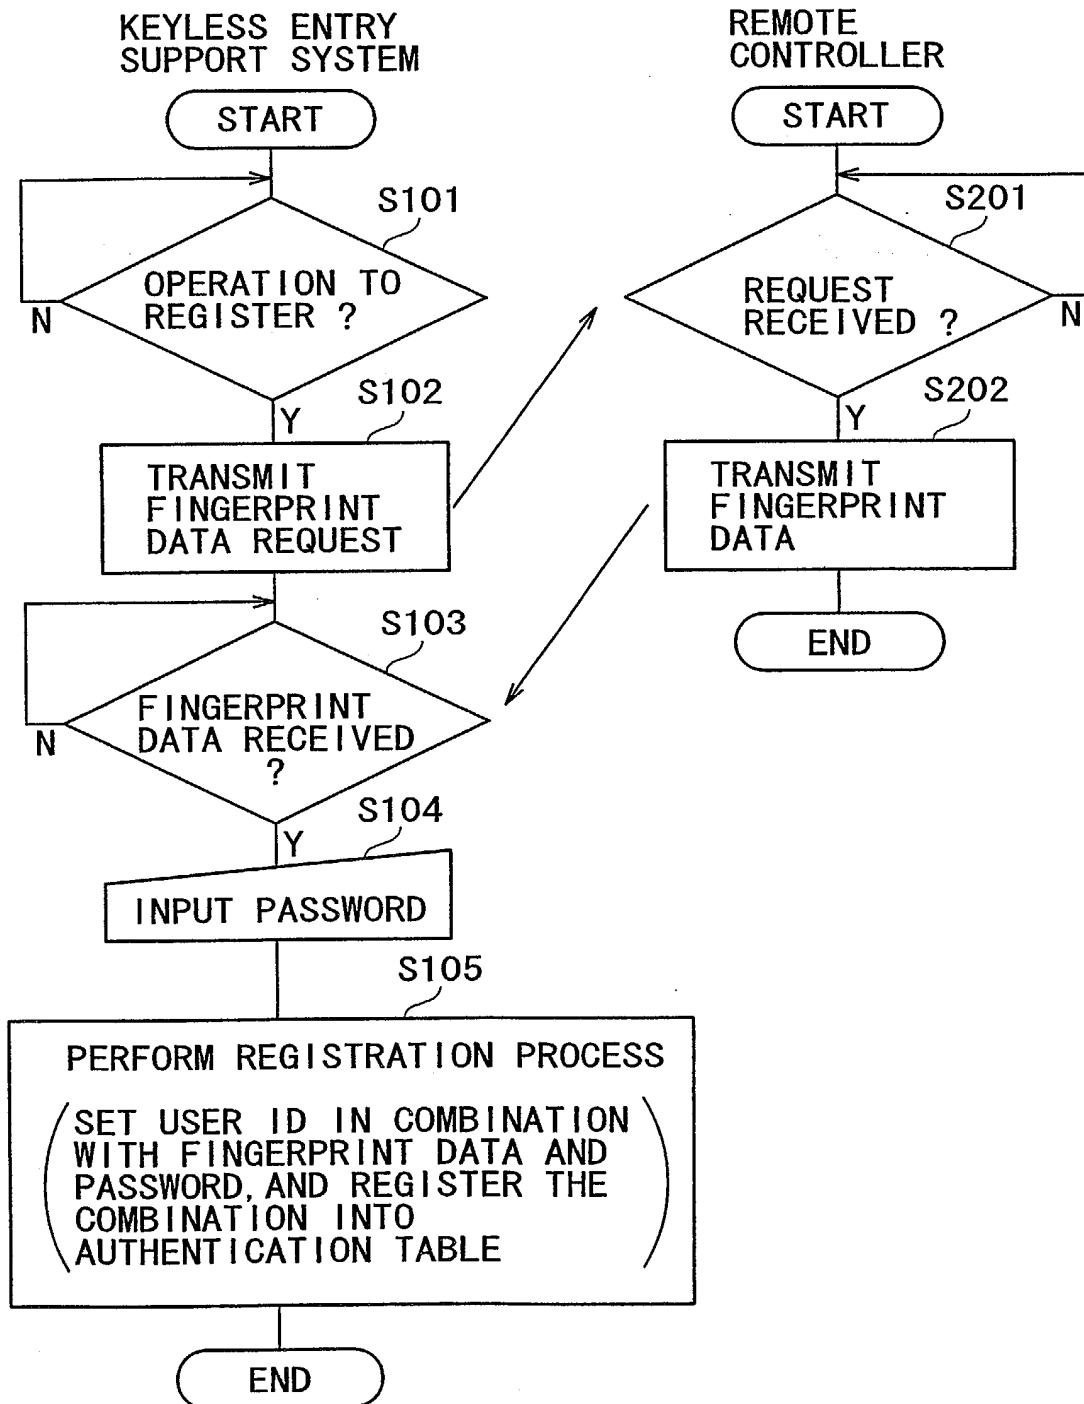 KEYLESS ENTRY
SUPPORT SYSTEM
START
S101
OPERATION TO
REGISTER ?
N
Y
S102
TRANSMIT
FINGERPRINT
DATA REQUEST
S103
FINGERPRINT
DATA RECEIVED
?
N
Y
S104
INPUT PASSWORD
S105
PERFORM REGISTRATION PROCESS
SET USER ID IN COMBINATION
WITH FINGERPRINT DATA AND
PASSWORD, AND REGISTER THE
COMBINATION INTO
AUTHENTICATION TABLE
END
REMOTE
CONTROLLER
START
S201
REQUEST
RECEIVED ?
N
Y
S202
TRANSMIT
FINGERPRINT
DATA
END